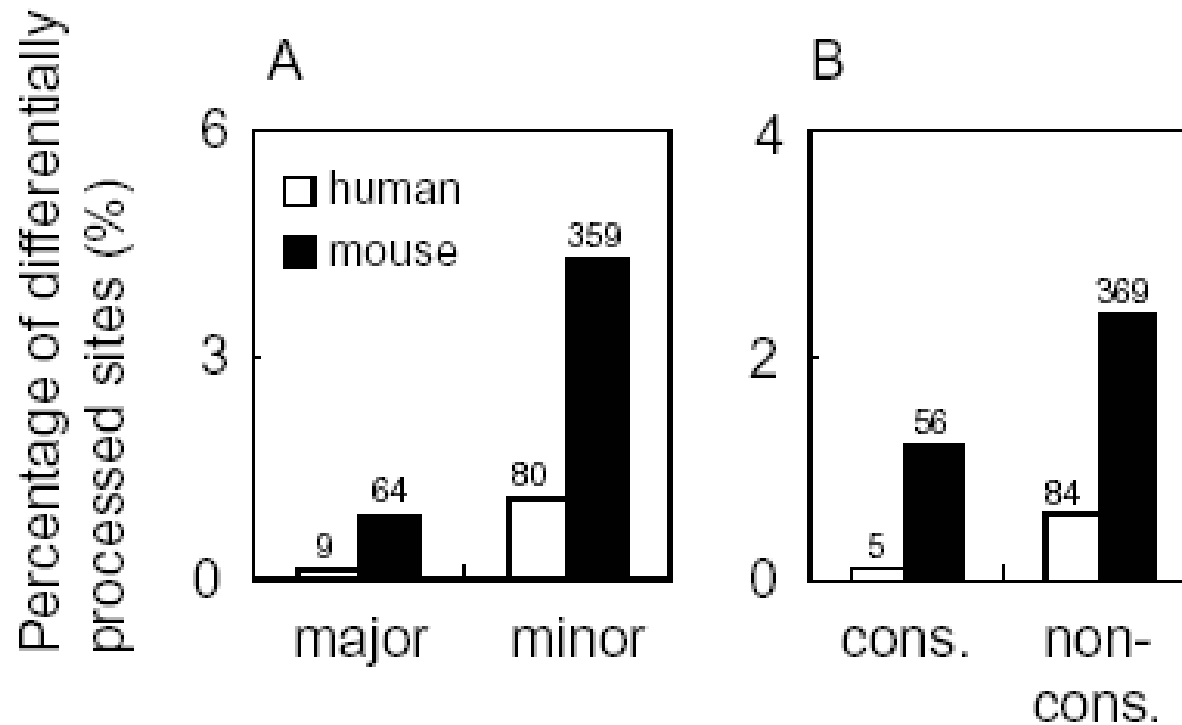 Percentage of differentially
processed sites (%)
A
6
3
0
human
mouse
9
64
80
359
major
minor
B
4
2
0
5
56
84
369
cons.
non-
cons.